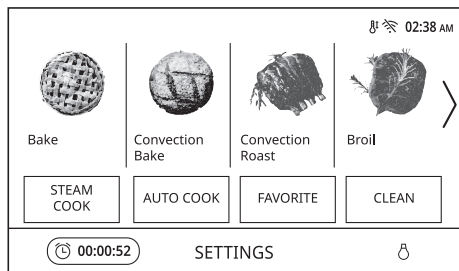 02:38 AM
Bake
Convection
Bake
Convection
Roast
Broil
STEAM
COOK
AUTO COOK
FAVORITE
CLEAN
00:00:52
SETTINGS